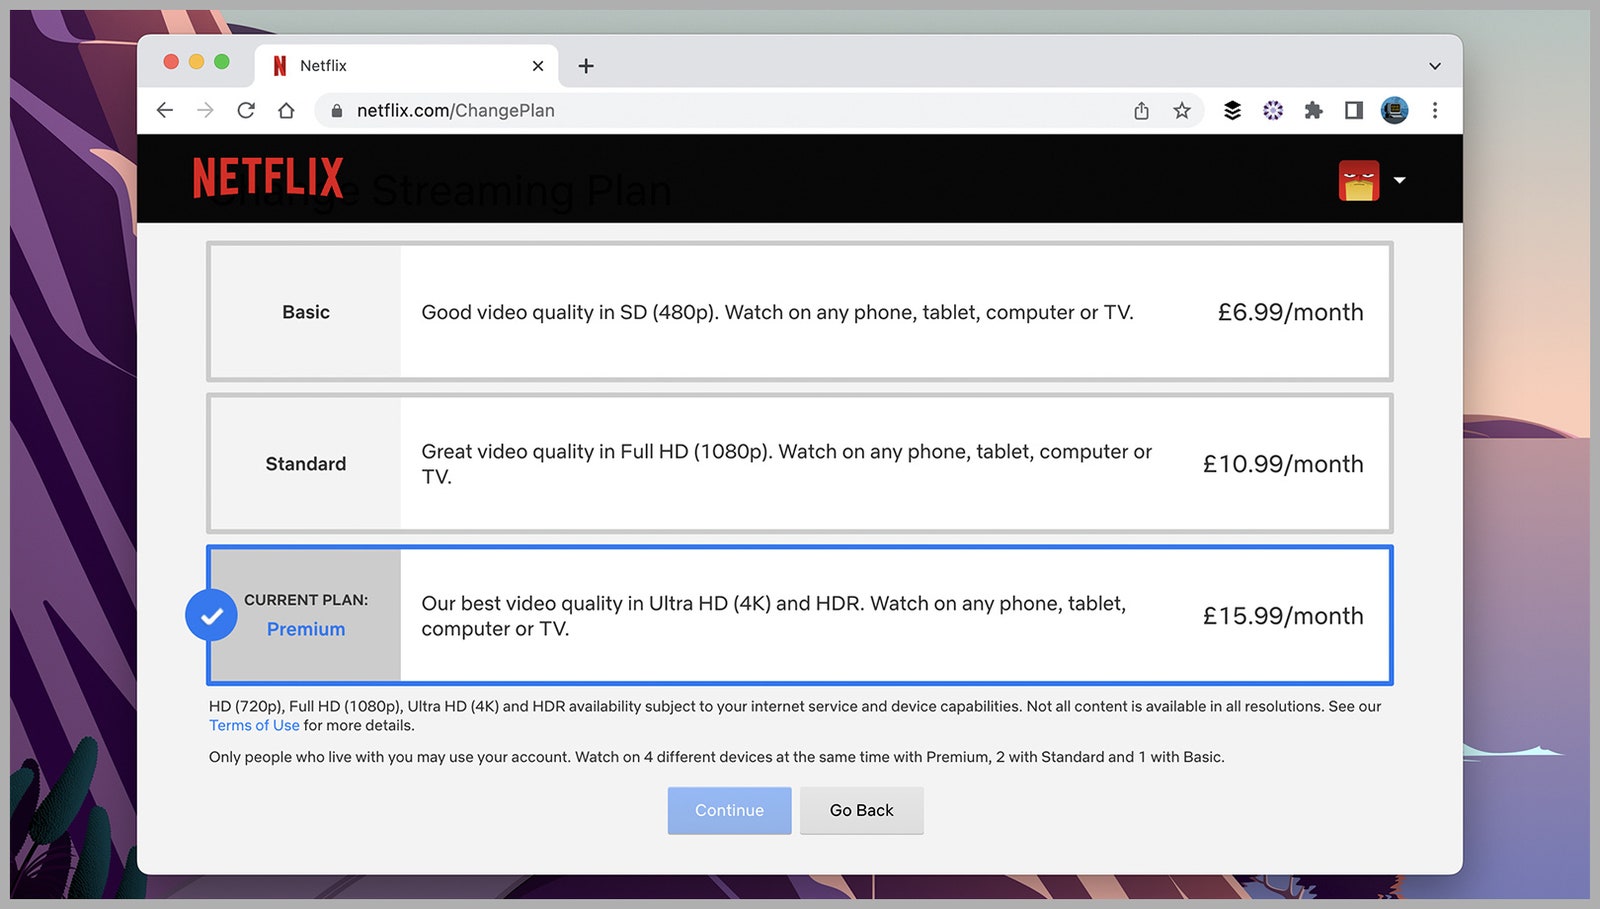 Netflix
netflix.com/ChangePlan
NETFLIX
Change Streaming Plan
Basic
Good video quality in SD (480p). Watch on any phone, tablet, computer or TV.
£6.99/month
Standard
Great video quality in Full HD (1080p). Watch on any phone, tablet, computer or
TV.
£10.99/month
CURRENT PLAN:
Premium
Our best video quality in Ultra HD (4K) and HDR. Watch on any phone, tablet,
computer or TV.
£15.99/month
HD (720p), Full HD (1080p), Ultra HD (4K) and HDR availability subject to your internet service and device capabilities. Not all content is available in all resolutions. See our
Terms of Use for more details.
Only people who live with you may use your account. Watch on 4 different devices at the same time with Premium, 2 with Standard and 1 with Basic.
Continue
Go Back